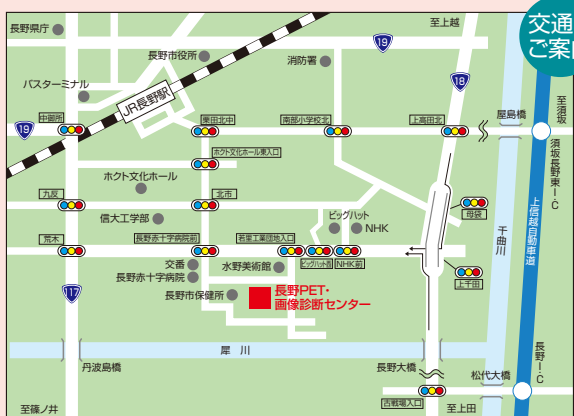 交通
ご案
至上越
長野県庁
長野市役所
消防署
19
18
バスターミナル
JR長野駅
至須坂
屋島橋
中御所
19
栗田北中
南部小学校北
上高田北
須坂長野東I・C
ホクト文化ホール東入口
ホクト文化ホール
九反
北市
ビッグハット
NHK
母袋
信大工学部
上信越自動車道
千曲川
荒木
長野赤十字病院前
若里工業団地入口
ビッグハット西
NHK前
交番
長野赤十字病院
水野美術館
上千田
117
長野市保健所
長野PET・
画像診断センター
犀川
長野I・C
丹波島橋
長野大橋
松代大橋
古戦場入口
至篠ノ井
至上田